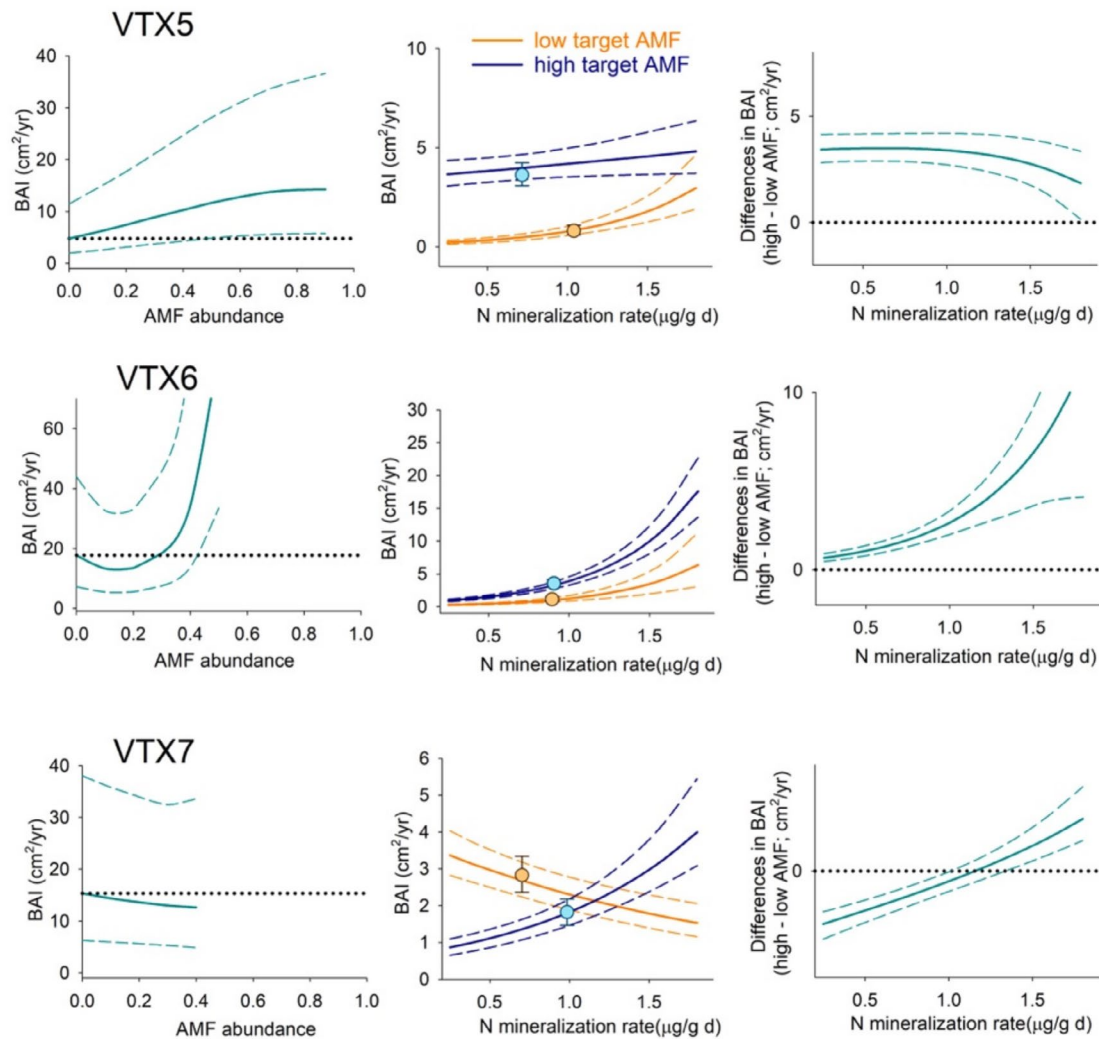 VTX5
BAI (cm²/yr)
40
30
20
10
0
0.0 0.2 0.4 0.6 0.8 1.0
AMF abundance
low target AMF
high target AMF
BAI (cm²/yr)
10
5
0
0.5 1.0 1.5
N mineralization rate(μg/g d)
Differences in BAI
(high - low AMF; cm²/yr)
5
0
0.5 1.0 1.5
N mineralization rate(μg/g d)
VTX6
BAI (cm²/yr)
60
40
20
0
0.0 0.2 0.4 0.6 0.8 1.0
AMF abundance
BAI (cm²/yr)
30
25
20
15
10
5
0
0.5 1.0 1.5
N mineralization rate(μg/g d)
Differences in BAI
(high - low AMF; cm²/yr)
10
0
0.5 1.0 1.5
N mineralization rate(μg/g d)
VTX7
BAI (cm²/yr)
40
30
20
10
0
0.0 0.2 0.4 0.6 0.8 1.0
AMF abundance
BAI (cm²/yr)
6
5
4
3
2
1
0
0.5 1.0 1.5
N mineralization rate(μg/g d)
Differences in BAI
(high - low AMF; cm²/yr)
0
0.5 1.0 1.5
N mineralization rate(μg/g d)